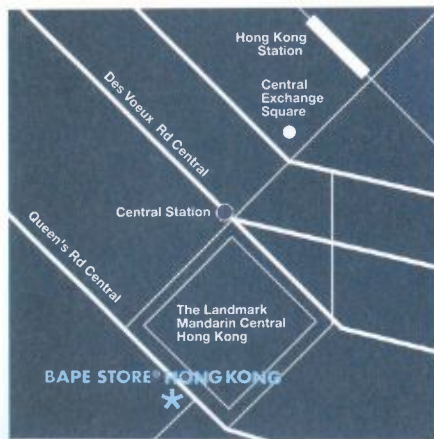 Hong Kong
Station
Central
Exchange
Square
Des Voeux Rd Central
Central Station
Queen's Rd Central
The Landmark
Mandarin Central
Hong Kong
BAPE STORE® HONG KONG